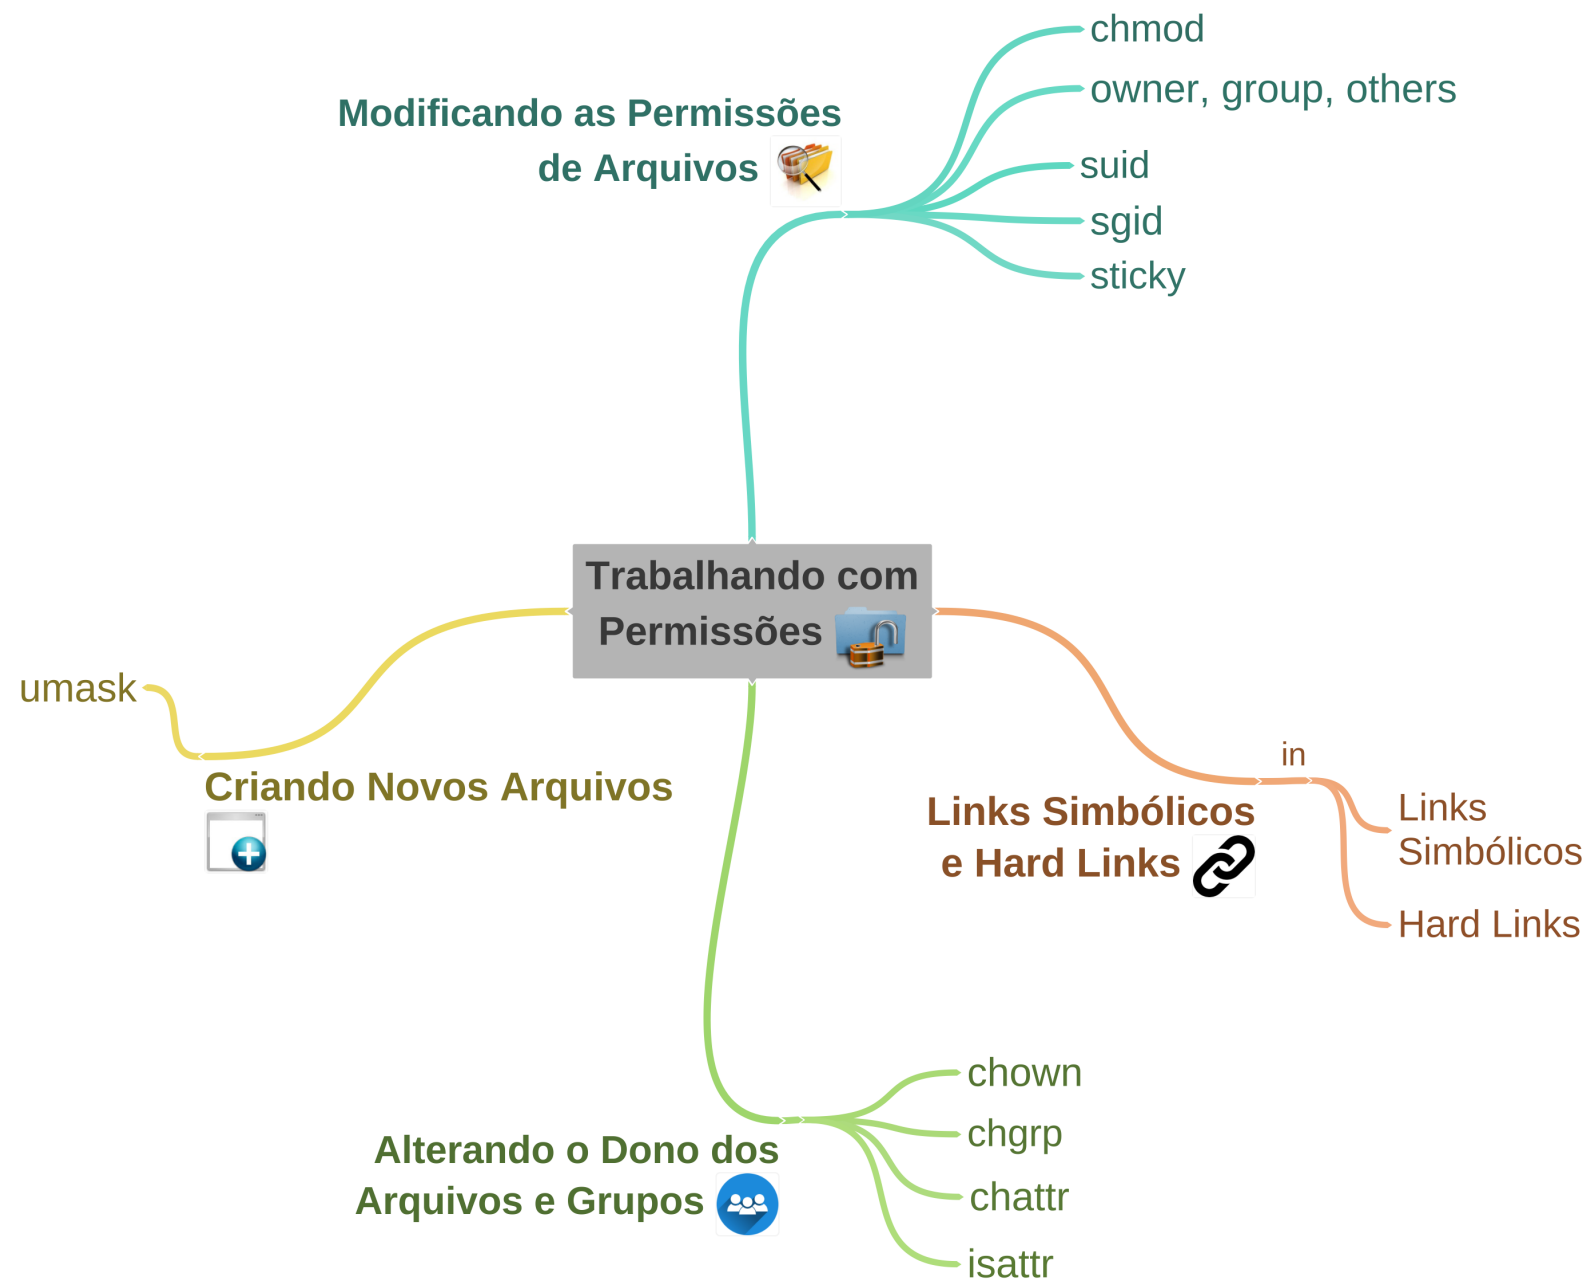 chmod
owner, group, others
Modificando as Permissões
de Arquivos
suid
sgid
sticky
Trabalhando com
Permissões
umask
Criando Novos Arquivos
in
Links Simbólicos
e Hard Links
Links
Simbólicos
Hard Links
chown
chgrp
Alterando o Dono dos
Arquivos e Grupos
chattr
isattr